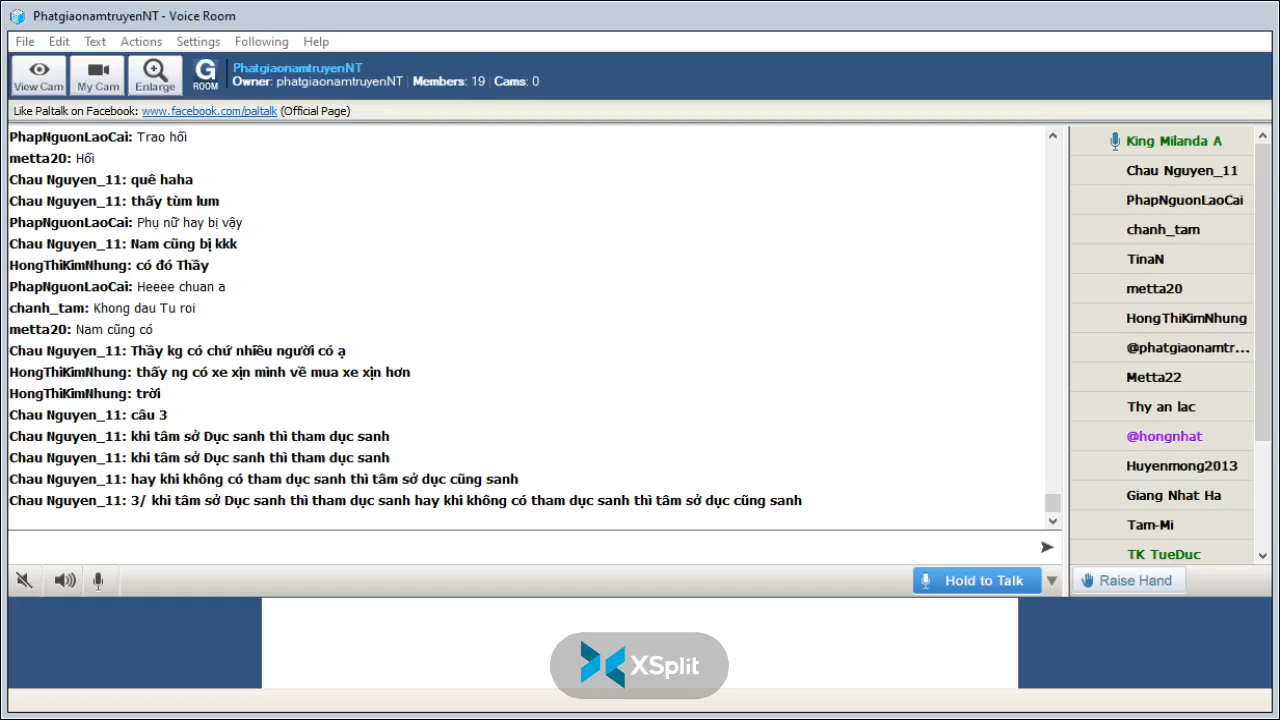 PhatgiaonamtruyenNT - Voice Room
File Edit Text Actions Settings Following Help
View Cam My Cam Enlarge G ROOM
PhatgiaonamtruyenNT
Owner: phatgiaonamtruyenNT Members: 19 Cams: 0
Like Paltalk on Facebook: www.facebook.com/paltalk (Official Page)
PhapNguonLaoCai: Trao hối
metta20: Hối
Chau Nguyen_11: quê haha
Chau Nguyen_11: thấy tùm lum
PhapNguonLaoCai: Phụ nữ hay bị vậy
Chau Nguyen_11: Nam cũng bị kkk
HongThiKimNhung: có đó Thầy
PhapNguonLaoCai: Heeee chuan a
chanh_tam: Khong dau Tu roi
metta20: Nam cũng có
Chau Nguyen_11: Thầy kg có chứ nhiều người có ạ
HongThiKimNhung: thấy ng có xe xịn mình về mua xe xịn hơn
HongThiKimNhung: trời
Chau Nguyen_11: câu 3
Chau Nguyen_11: khi tâm sở Dục sanh thì tham dục sanh
Chau Nguyen_11: khi tâm sở Dục sanh thì tham dục sanh
Chau Nguyen_11: hay khi không có tham dục sanh thì tâm sở dục cũng sanh
Chau Nguyen_11: 3/ khi tâm sở Dục sanh thì tham dục sanh hay khi không có tham dục sanh thì tâm sở dục cũng sanh
King Milanda A
Chau Nguyen_11
PhapNguonLaoCai
chanh_tam
TinaN
metta20
HongThiKimNhung
@phatgiaonamtr...
Metta22
Thy an lac
@hongnhat
Huyenmong2013
Giang Nhat Ha
Tam-Mi
TK TueDuc
Hold to Talk
Raise Hand
XSplit